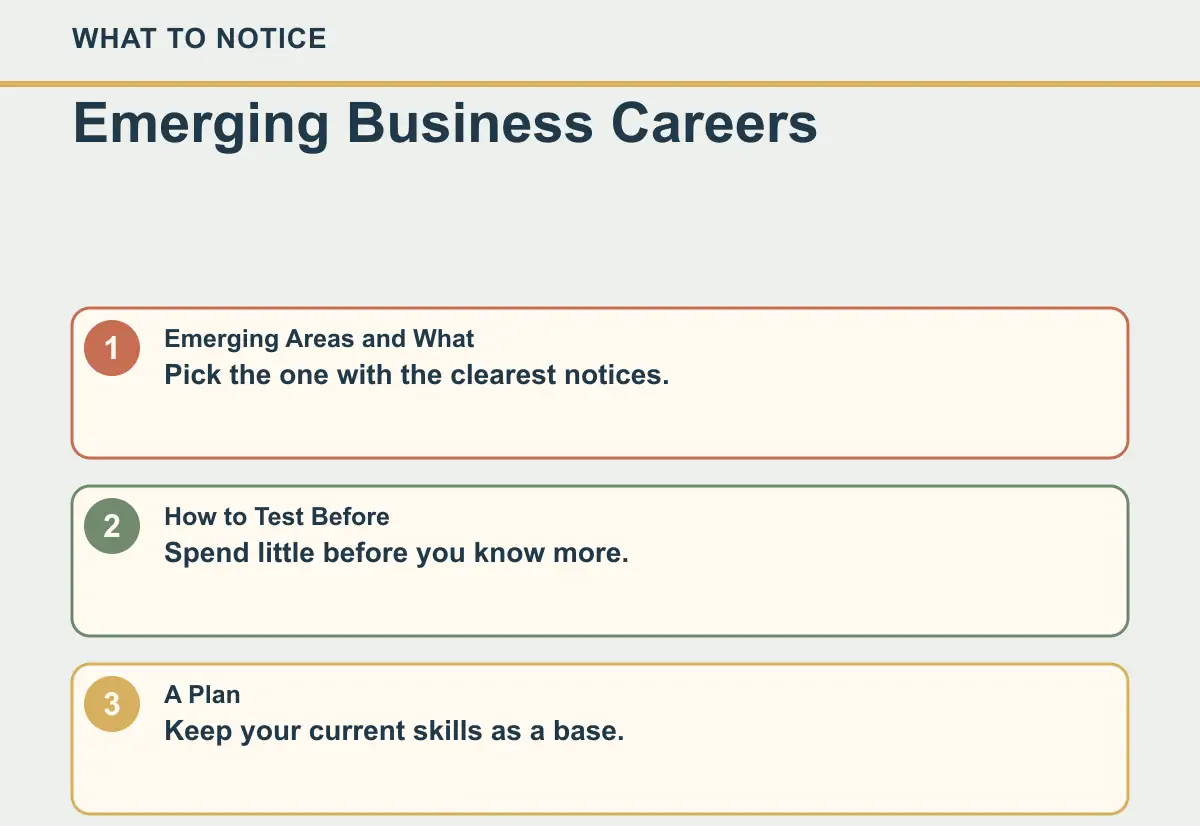 WHAT TO NOTICE
Emerging Business Careers
1
Emerging Areas and What
Pick the one with the clearest notices.
2
How to Test Before
Spend little before you know more.
3
A Plan
Keep your current skills as a base.